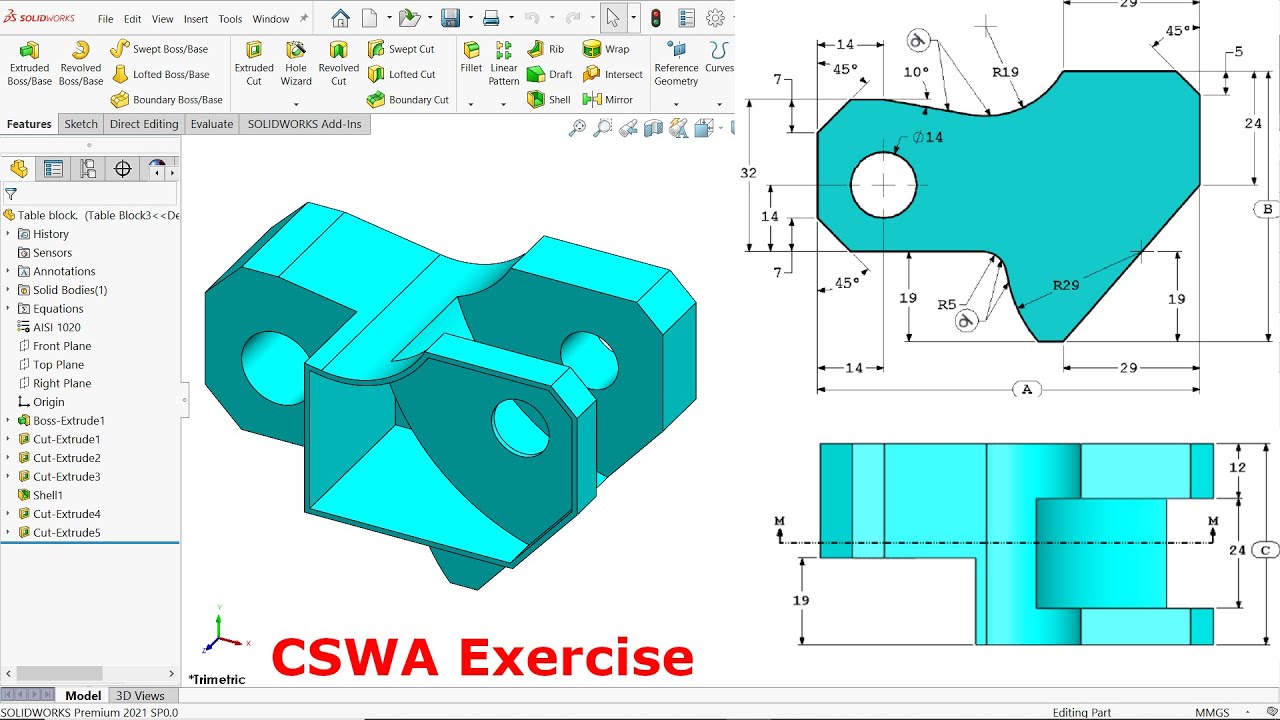 SOLIDWORKS File Edit View Insert Tools Window
Extruded Boss/Base
Revolved Boss/Base
Swept Boss/Base
Lofted Boss/Base
Boundary Boss/Base
Extruded Cut
Hole Wizard
Revolved Cut
Swept Cut
Lofted Cut
Boundary Cut
Fillet
Linear Pattern
Rib
Draft
Shell
Wrap
Intersect
Mirror
Reference Geometry
Curves
Features Sketch Direct Editing Evaluate SOLIDWORKS Add-Ins
Table block. (Table Block3<<De
History
Sensors
Annotations
Solid Bodies(1)
Equations
AISI 1020
Front Plane
Top Plane
Right Plane
Origin
Boss-Extrude1
Cut-Extrude1
Cut-Extrude2
Cut-Extrude3
Shell1
Cut-Extrude4
Cut-Extrude5
Y
X
Z
*Trimetric
CSWA Exercise
29
45°
14
5
45°
10°
R19
7
∅14
24
32
14
B
7
45°
19
R5
R29
19
14
29
A
12
M
M
24
C
19
Model 3D Views
SOLIDWORKS Premium 2021 SP0.0
Editing Part
MMGS